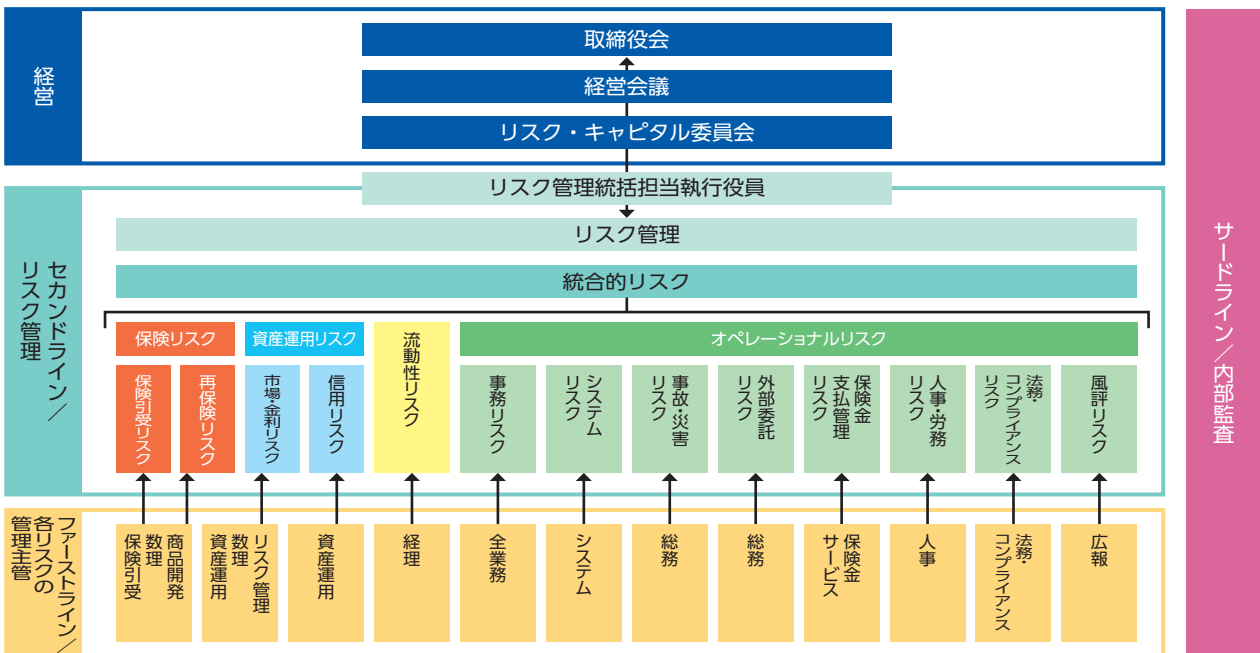 経営
取締役会
経営会議
リスク・キャピタル委員会
セカンドライン／
リスク管理
リスク管理統括担当執行役員
リスク管理
統合的リスク
保険リスク
資産運用リスク
流動性リスク
オペレーショナルリスク
保険引受リスク
再保険リスク
市場・金利リスク
信用リスク
事務リスク
システム
リスク
事故・災害
リスク
外部委託
リスク
保険金
支払管理
リスク
人事・労務
リスク
法務・
コンプライアンス
リスク
風評リスク
ファーストライン／
各リスクの
管理主管
商品開発
数理
保険引受
リスク管理
数理
資産運用
資産運用
経理
全業務
システム
総務
総務
保険金
サービス
人事
法務・
コンプライアンス
広報
サードライン／内部監査